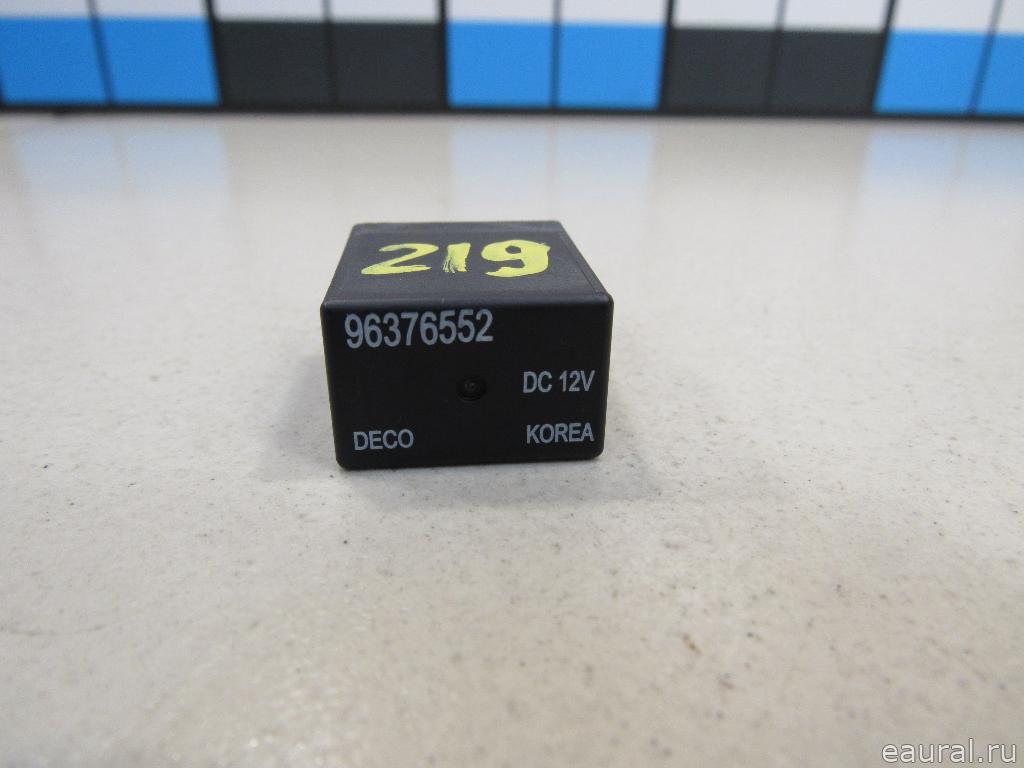 219
96376552
DC 12V
DECO
KOREA
eaural.ru